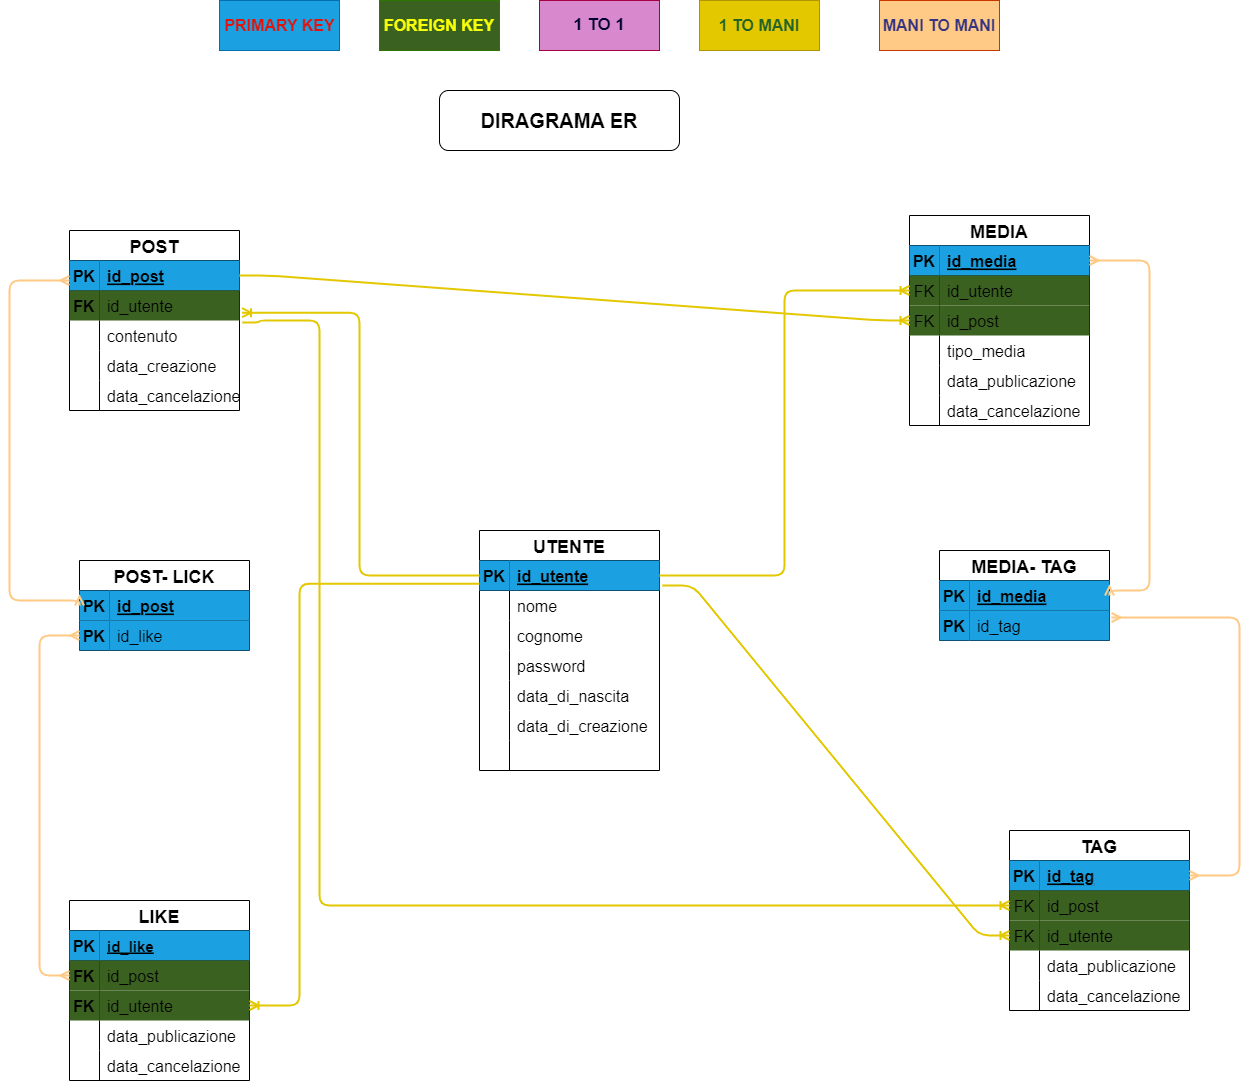 PRIMARY KEY
FOREIGN KEY
1 TO 1
1 TO MANI
MANI TO MANI
DIRAGRAMA ER
POST
PK id_post
FK id_utente
contenuto
data_creazione
data_cancelazione
MEDIA
PK id_media
FK id_utente
FK id_post
tipo_media
data_publicazione
data_cancelazione
POST- LICK
PK id_post
PK id_like
UTENTE
PK id_utente
nome
cognome
password
data_di_nascita
data_di_creazione
MEDIA- TAG
PK id_media
PK id_tag
LIKE
PK id_like
FK id_post
FK id_utente
data_publicazione
data_cancelazione
TAG
PK id_tag
FK id_post
FK id_utente
data_publicazione
data_cancelazione